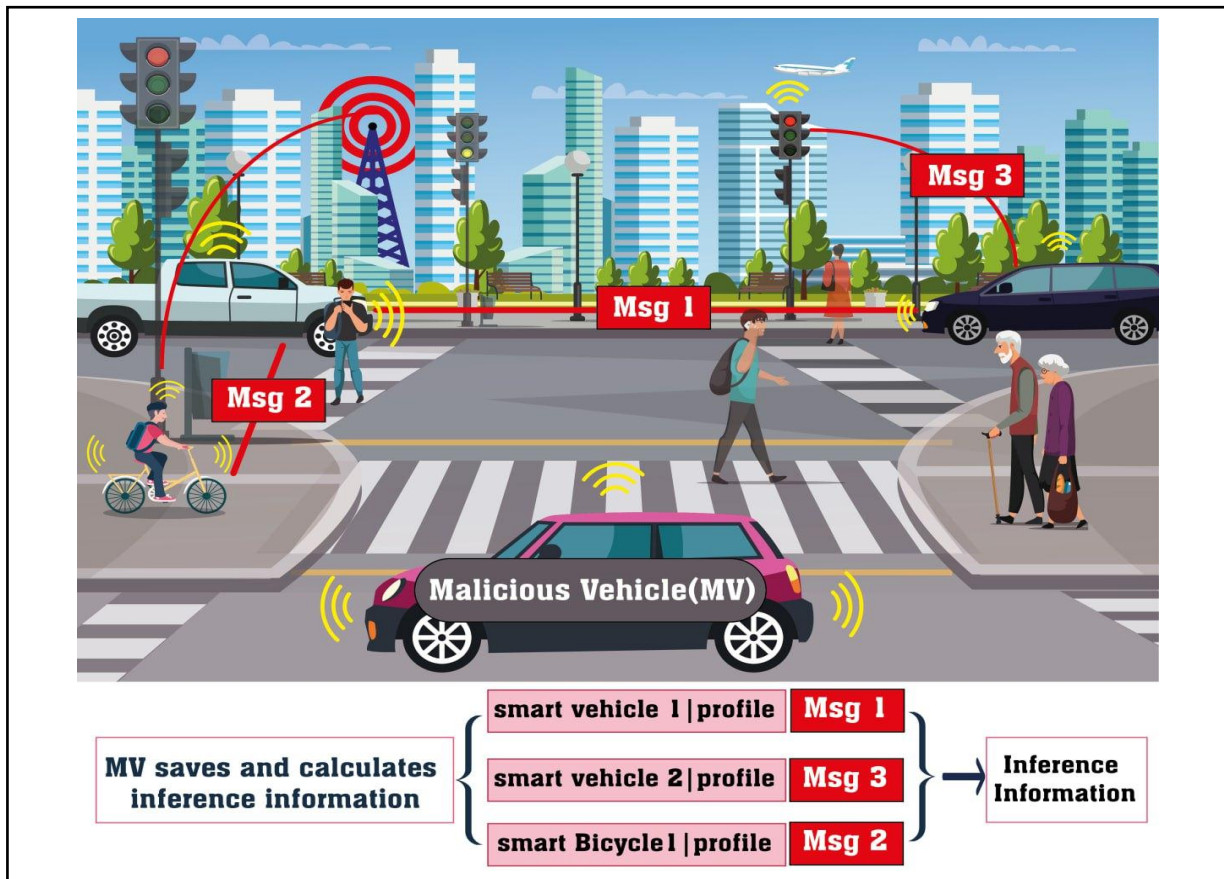 Msg 3
Msg 1
Msg 2
Malicious Vehicle(MV)
MV saves and calculates
inference information
smart vehicle 1|profile
Msg 1
smart vehicle 2|profile
Msg 3
smart Bicycle1|profile
Msg 2
Inference
Information